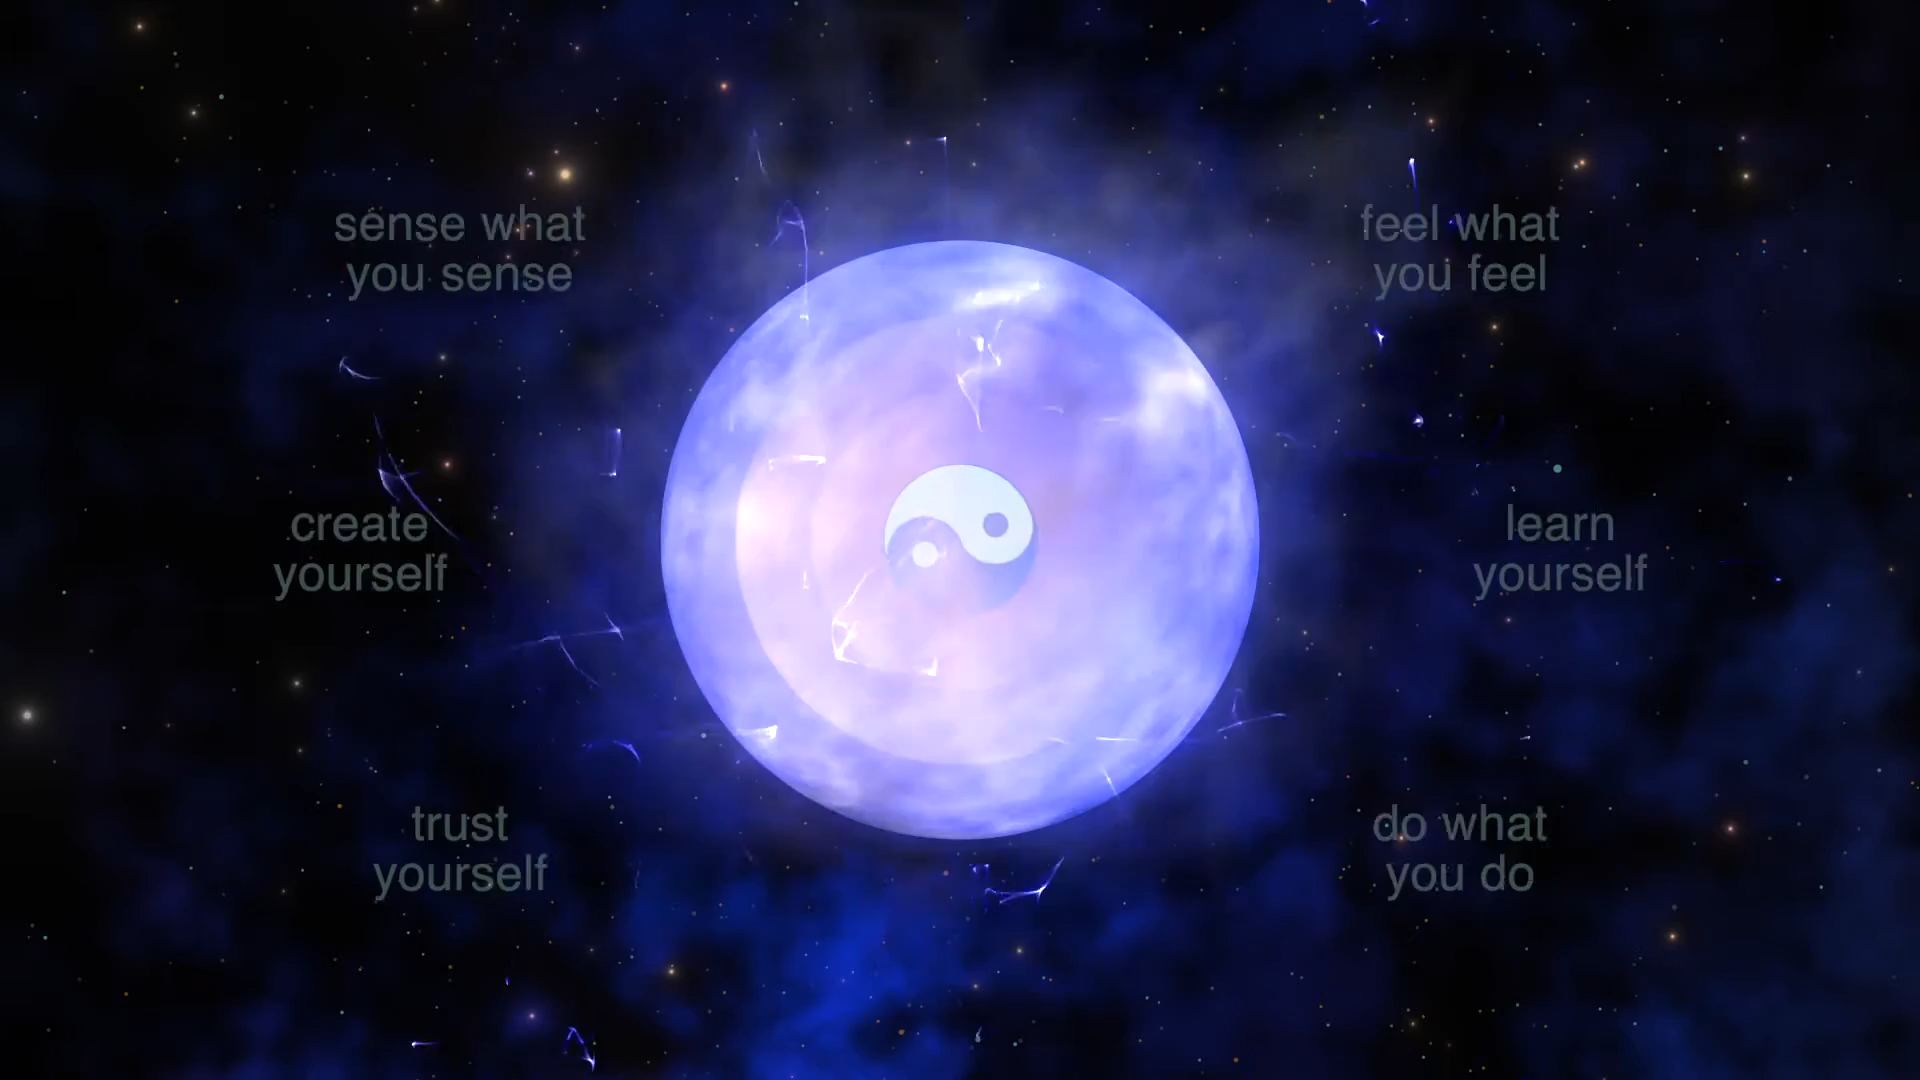 sense what
you sense
feel what
you feel
create
yourself
learn
yourself
trust
yourself
do what
you do